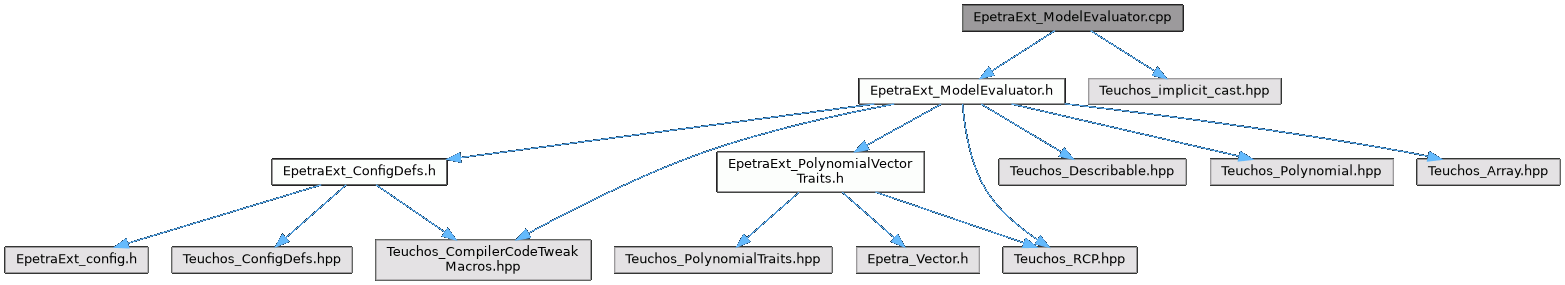 EpetraExt_ModelEvaluator.cpp
EpetraExt_ModelEvaluator.h
Teuchos_implicit_cast.hpp
EpetraExt_ConfigDefs.h
EpetraExt_PolynomialVector
Traits.h
Teuchos_Describable.hpp
Teuchos_Polynomial.hpp
Teuchos_Array.hpp
EpetraExt_config.h
Teuchos_ConfigDefs.hpp
Teuchos_CompilerCodeTweak
Macros.hpp
Teuchos_PolynomialTraits.hpp
Epetra_Vector.h
Teuchos_RCP.hpp